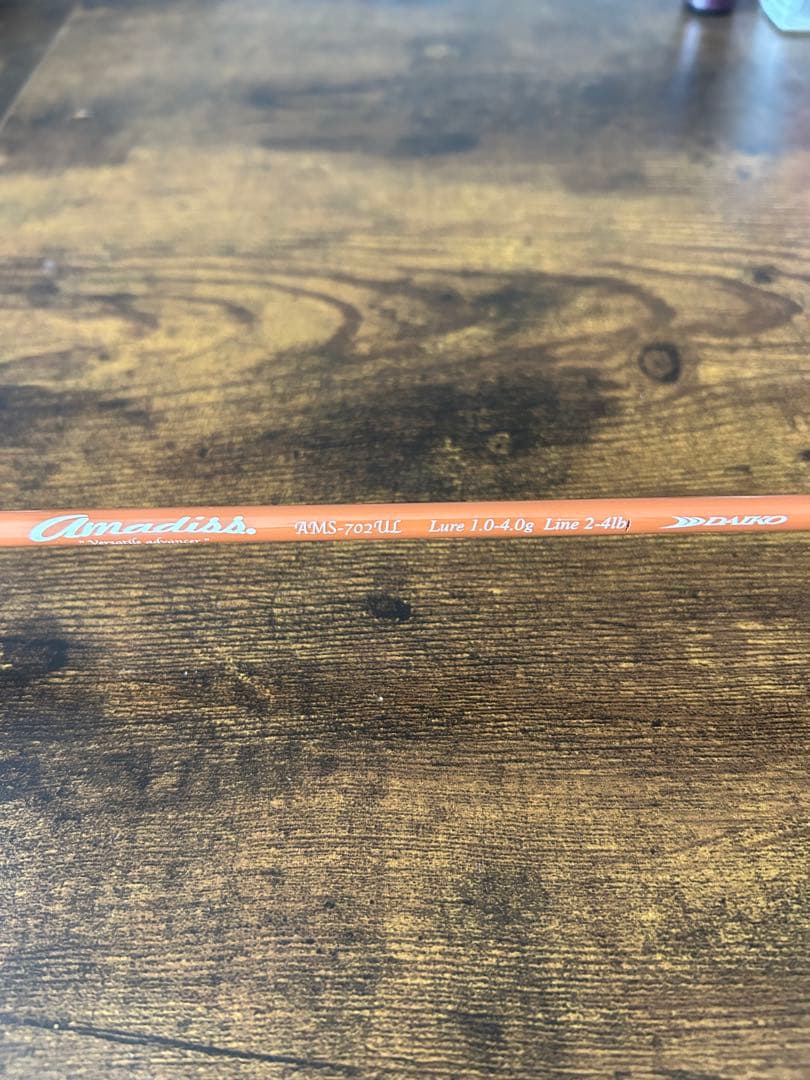 Amadiss. AMS-702UL Lure 1.0-4.0g Line 2-4lb DAIKO
"Versatile advancer"